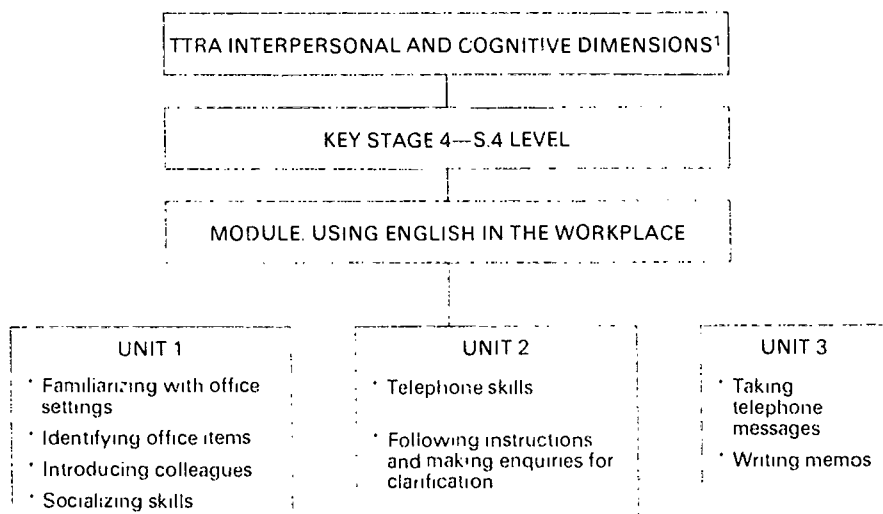 TTRA INTERPERSONAL AND COGNITIVE DIMENSIONS¹
KEY STAGE 4—S.4 LEVEL
MODULE. USING ENGLISH IN THE WORKPLACE
UNIT 1
* Familiarizing with office
settings
* Identifying office items
* Introducing colleagues
* Socializing skills
UNIT 2
* Telephone skills
* Following instructions
and making enquiries for
clarification
UNIT 3
* Taking
telephone
messages
* Writing memos